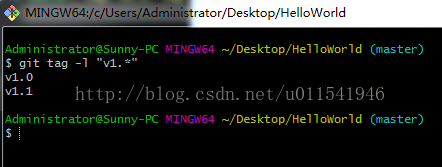 MINGW64:/c/Users/Administrator/Desktop/HelloWorld
Administrator@Sunny-PC MINGW64 ~/Desktop/HelloWorld (master)
$ git tag -l "v1.*"
v1.0
v1.1
http://blog.csdn.net/u011541946
Administrator@Sunny-PC MINGW64 ~/Desktop/HelloWorld (master)
$